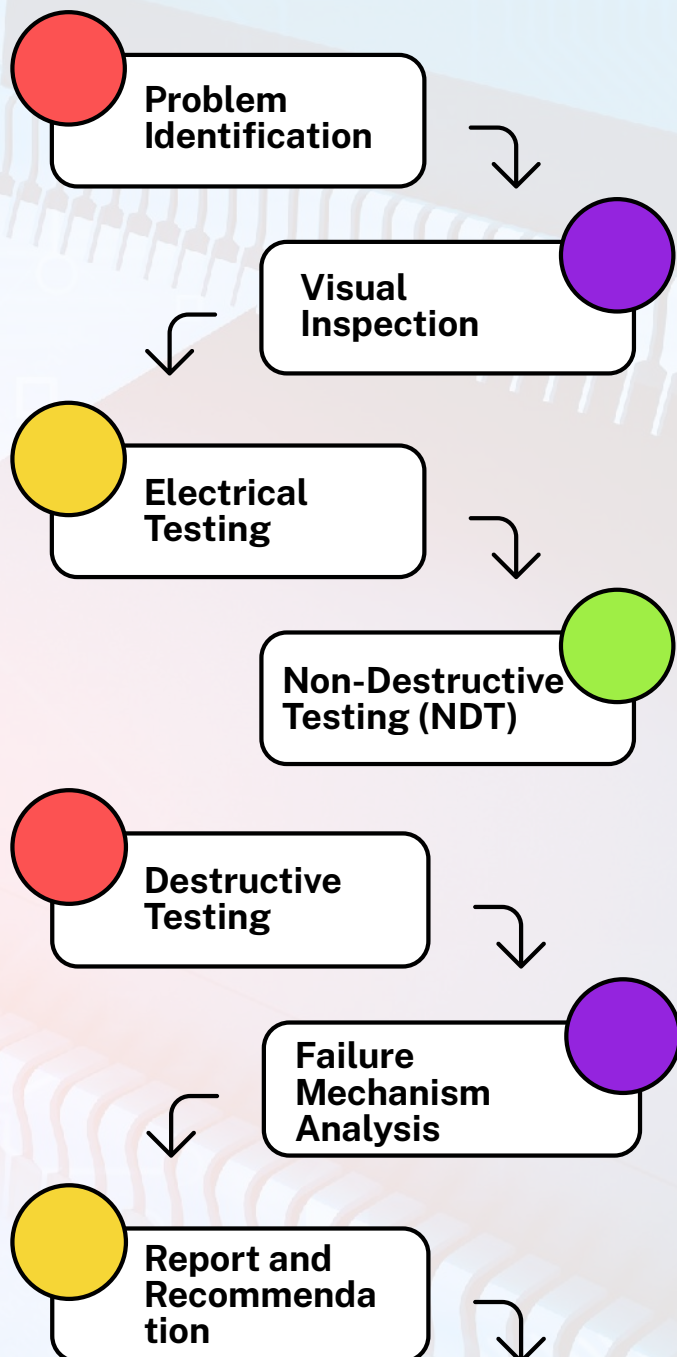 Problem
Identification
Visual
Inspection
Electrical
Testing
Non-Destructive
Testing (NDT)
Destructive
Testing
Failure
Mechanism
Analysis
Report and
Recommenda
tion